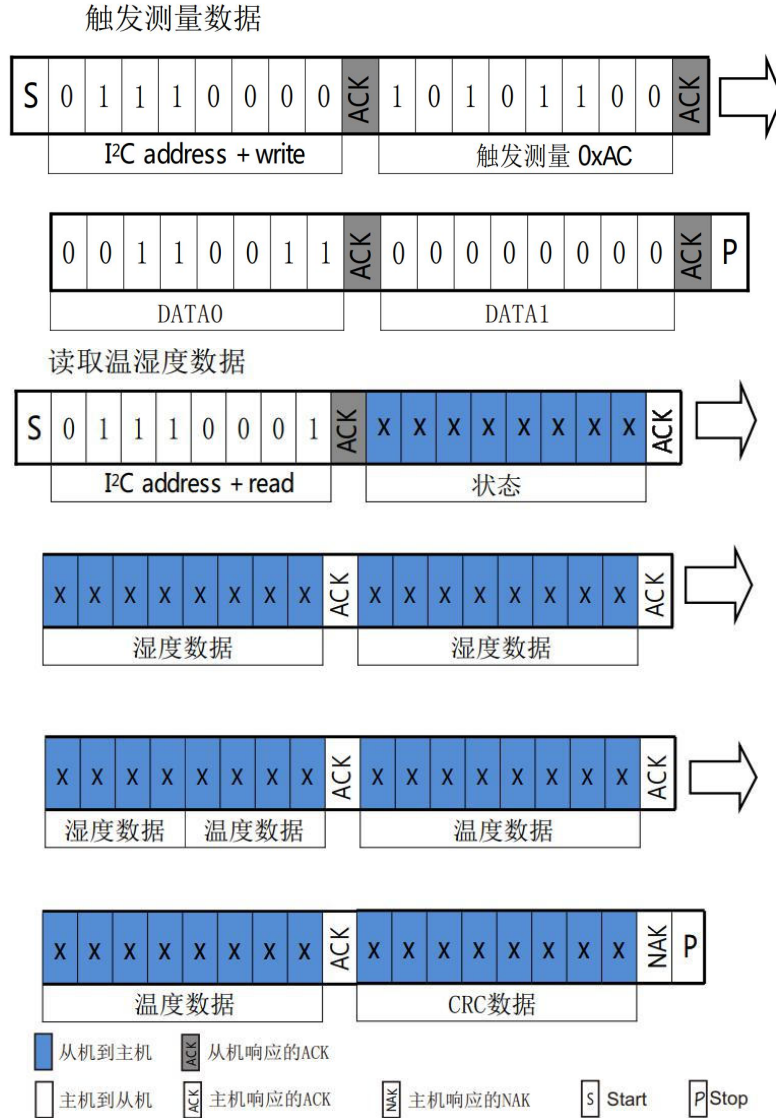 触发测量数据
S 0 1 1 1 0 0 0 0 ACK 1 0 1 0 1 1 0 0 ACK
I²C address + write 触发测量 0xAC
0 0 1 1 0 0 1 1 ACK 0 0 0 0 0 0 0 0 ACK P
DATA0 DATA1
读取温湿度数据
S 0 1 1 1 0 0 0 1 ACK X X X X X X X X ACK
I²C address + read 状态
X X X X X X X X ACK X X X X X X X X ACK
湿度数据 湿度数据
X X X X X X X X ACK X X X X X X X X ACK
湿度数据 温度数据 温度数据
X X X X X X X X ACK X X X X X X X X NAK P
温度数据 CRC数据
从机到主机 ACK 从机响应的ACK
主机到从机 ACK 主机响应的ACK NAK 主机响应的NAK S Start P Stop